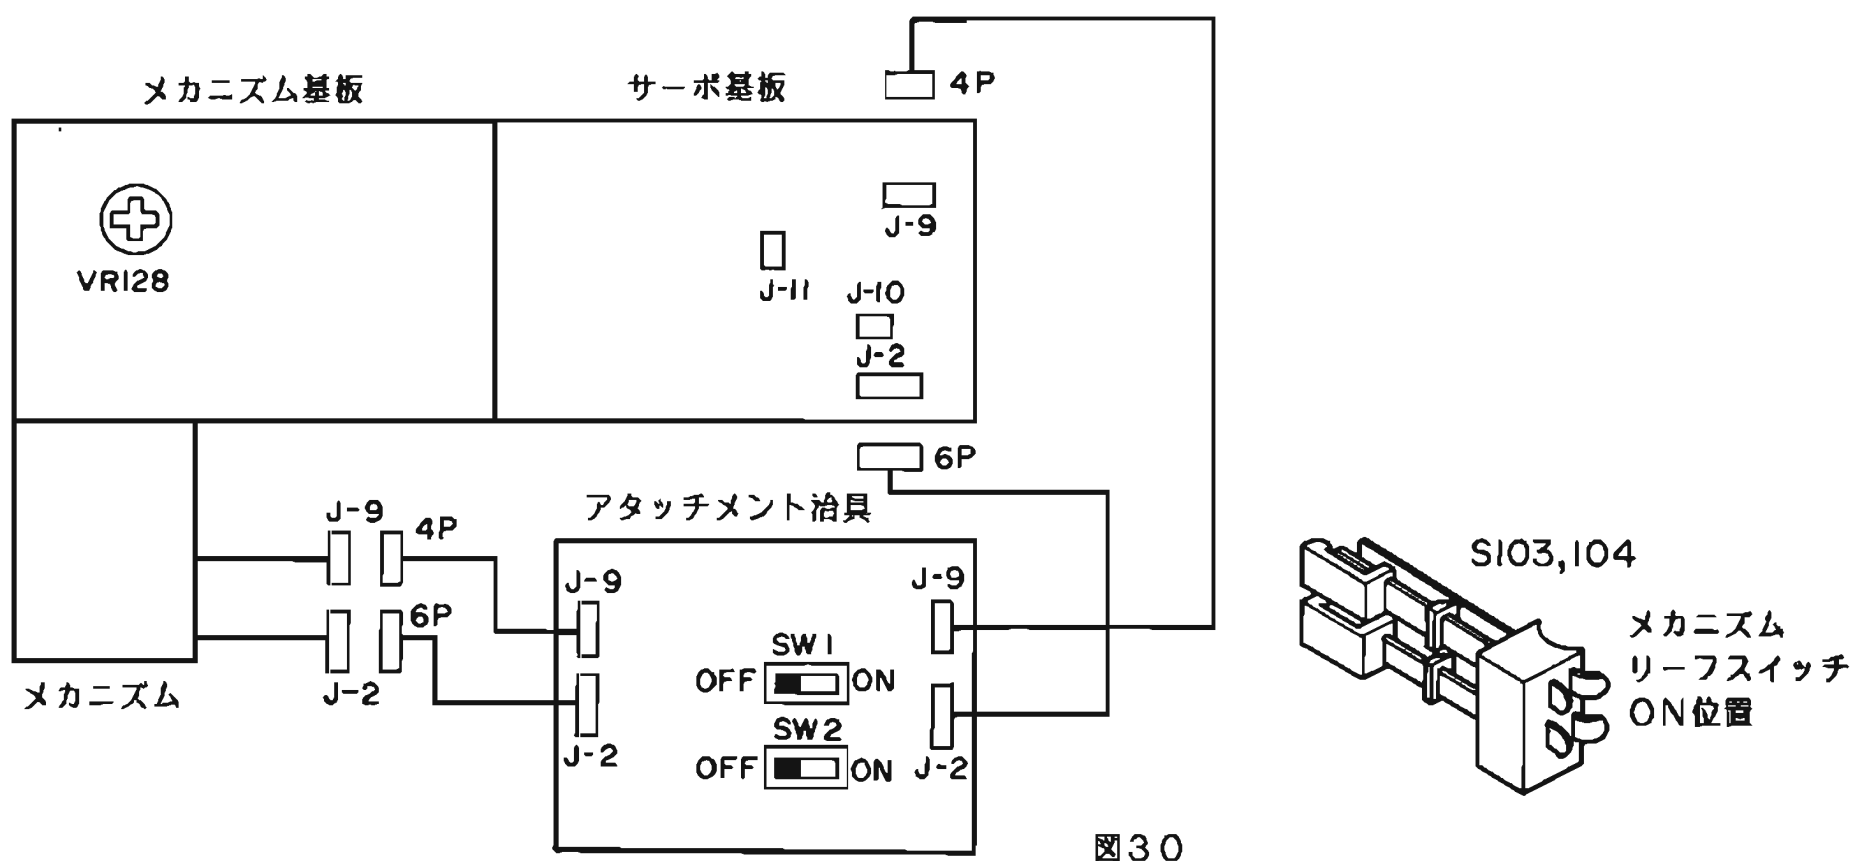 メカニズム基板
サーボ基板
4P
VR128
J-9
J-11
J-10
J-2
6P
アタッチメント治具
J-9
4P
6P
J-2
メカニズム
J-9
J-2
J-9
J-2
SW1
OFF ON
SW2
OFF ON
S103,104
メカニズム
リーフスイッチ
ON位置
図30